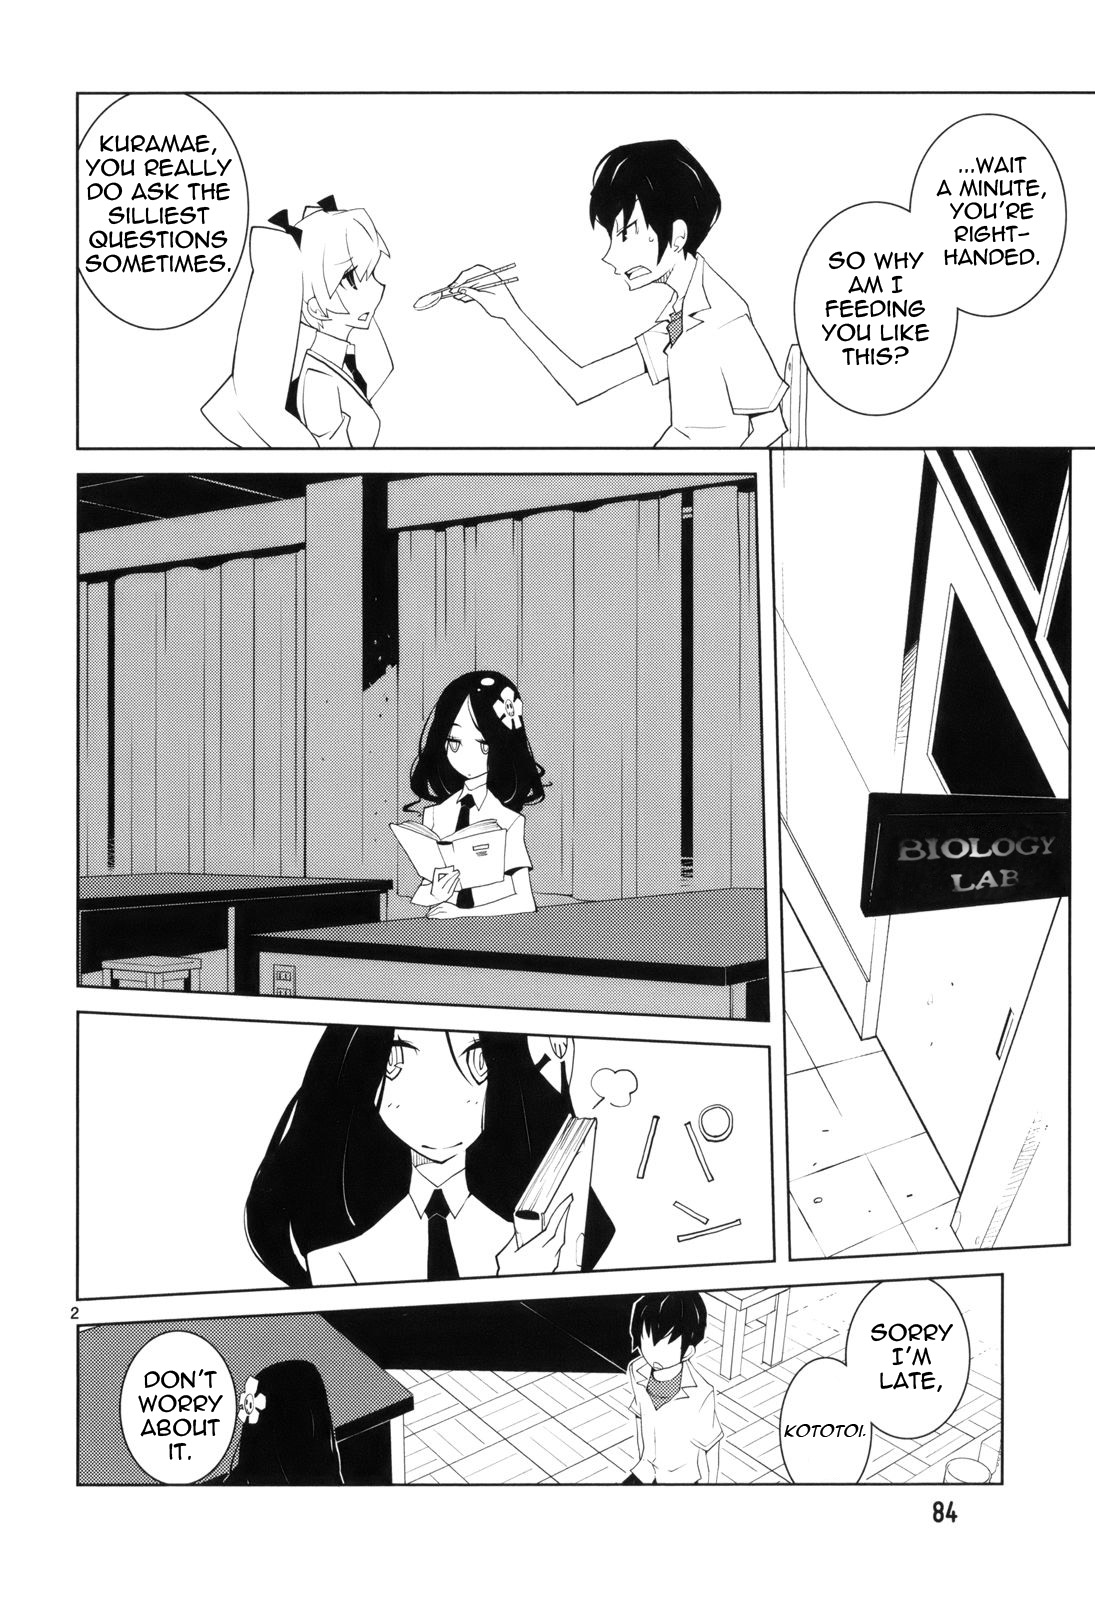 ...WAIT
A MINUTE,
YOU'RE
RIGHT-
HANDED.
SO WHY
AM I
FEEDING
YOU LIKE
THIS?
KURAMAE,
YOU REALLY
DO ASK THE
SILLIEST
QUESTIONS
SOMETIMES.
BIOLOGY
LAB
SORRY
I'M
LATE,
KOTOTOI.
DON'T
WORRY
ABOUT
IT.
2
84